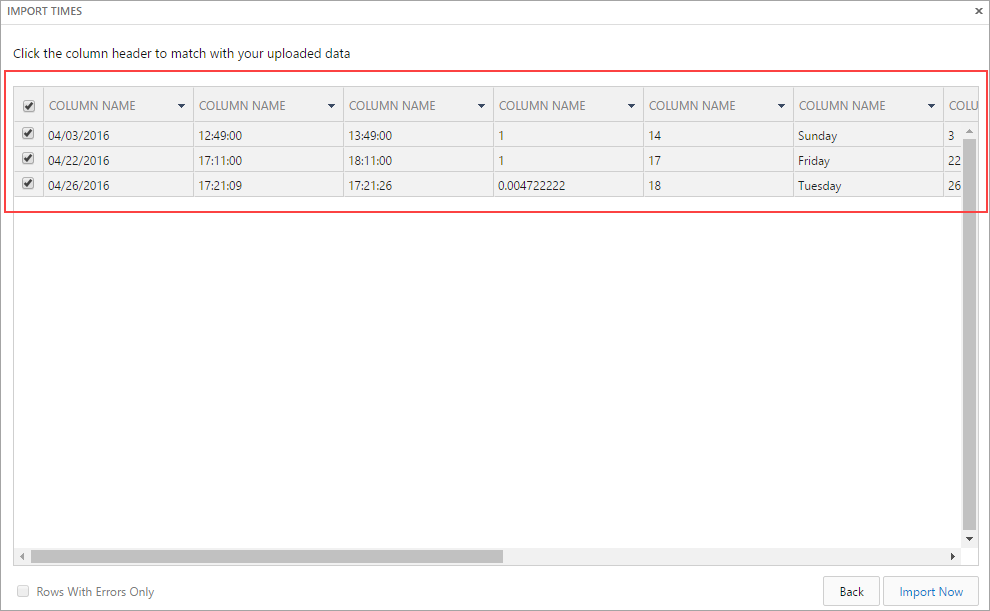 IMPORT TIMES ×
Click the column header to match with your uploaded data
COLUMN NAME COLUMN NAME COLUMN NAME COLUMN NAME COLUMN NAME COLUMN NAME COLU
04/03/2016 12:49:00 13:49:00 1 14 Sunday 3
04/22/2016 17:11:00 18:11:00 1 17 Friday 22
04/26/2016 17:21:09 17:21:26 0.004722222 18 Tuesday 26
Rows With Errors Only Back Import Now